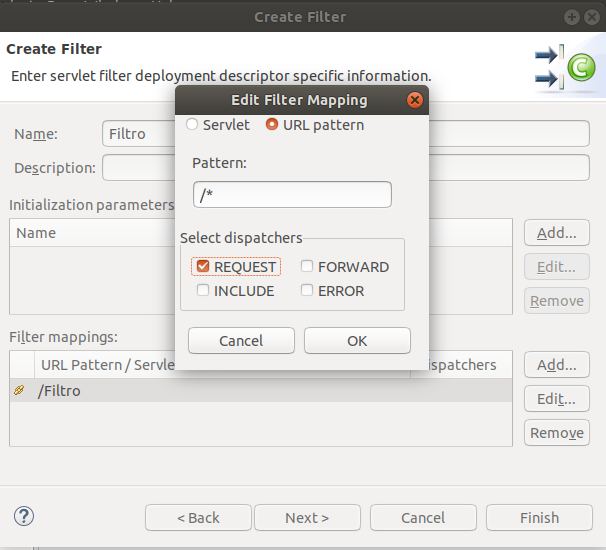 Create Filter
Create Filter
Enter servlet filter deployment descriptor specific information.
Edit Filter Mapping
Servlet
URL pattern
Name:
Filtro
Description:
Pattern:
/*
Initialization parameters
Name
Add...
Edit...
Remove
Select dispatchers
REQUEST
FORWARD
INCLUDE
ERROR
Cancel
OK
Filter mappings:
URL Pattern / Servle
/Filtro
Add...
Edit...
Remove
?
< Back
Next >
Cancel
Finish